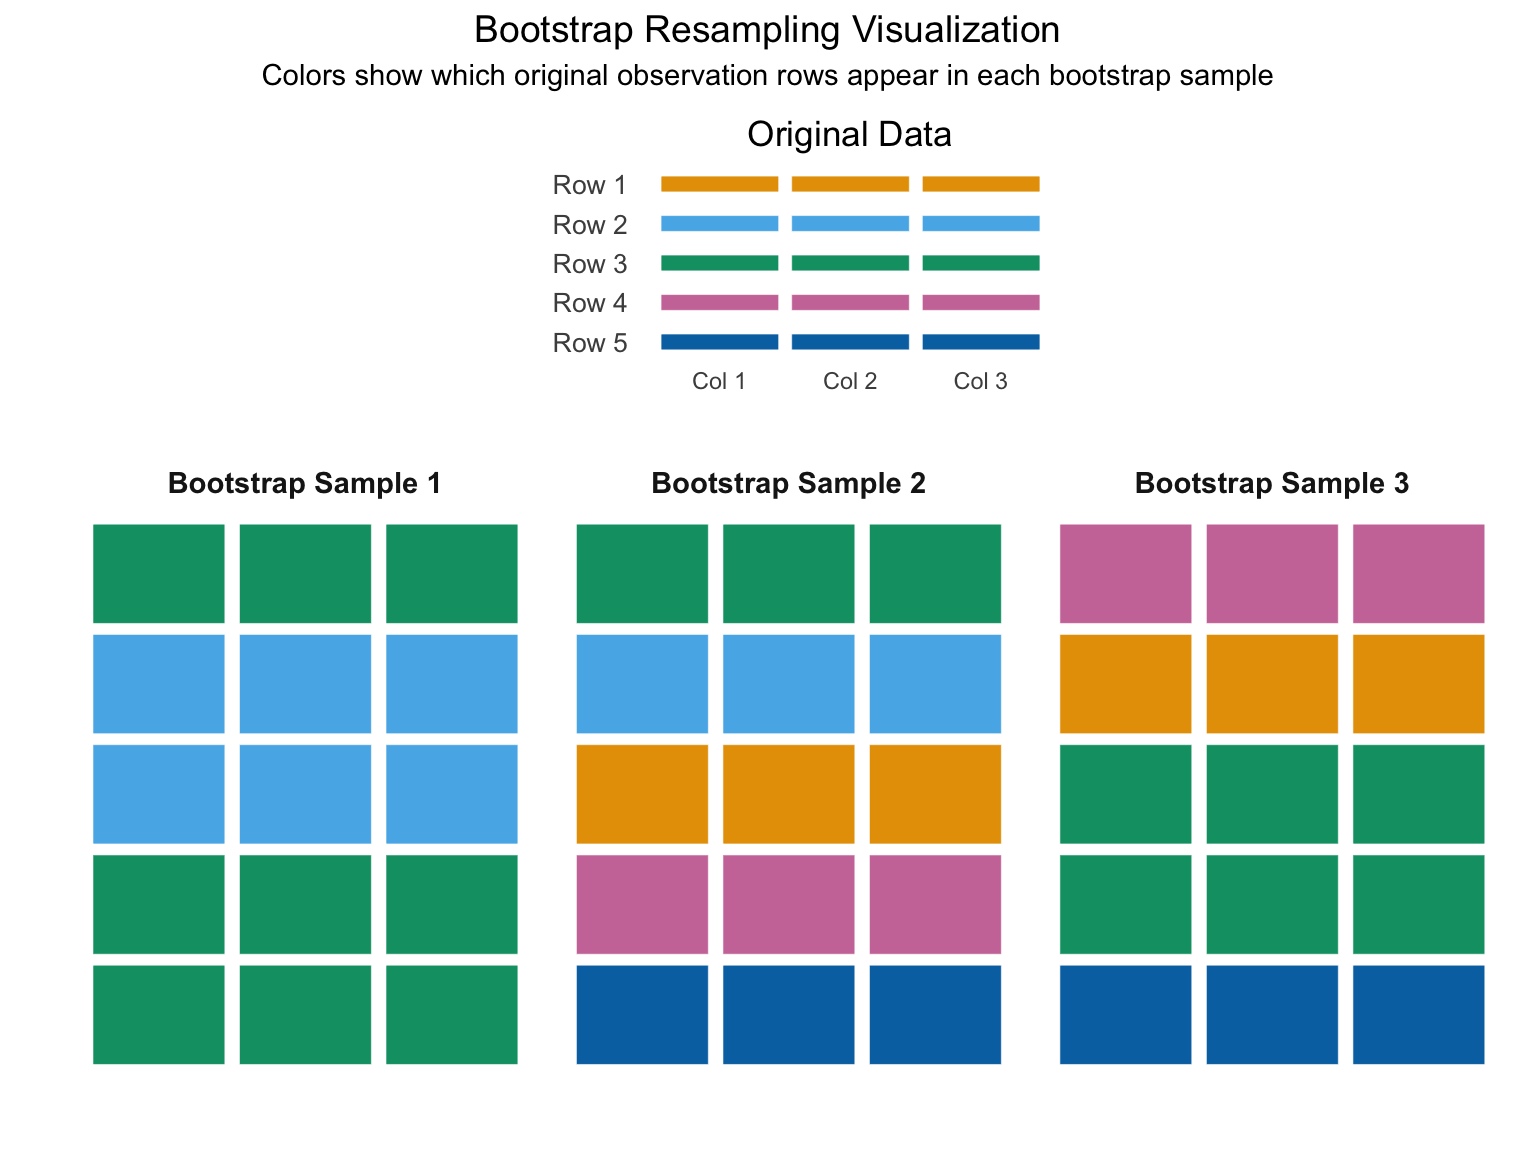 Bootstrap Resampling Visualization
Colors show which original observation rows appear in each bootstrap sample
Original Data
Row 1
Row 2
Row 3
Row 4
Row 5
Col 1 Col 2 Col 3
Bootstrap Sample 1 Bootstrap Sample 2 Bootstrap Sample 3